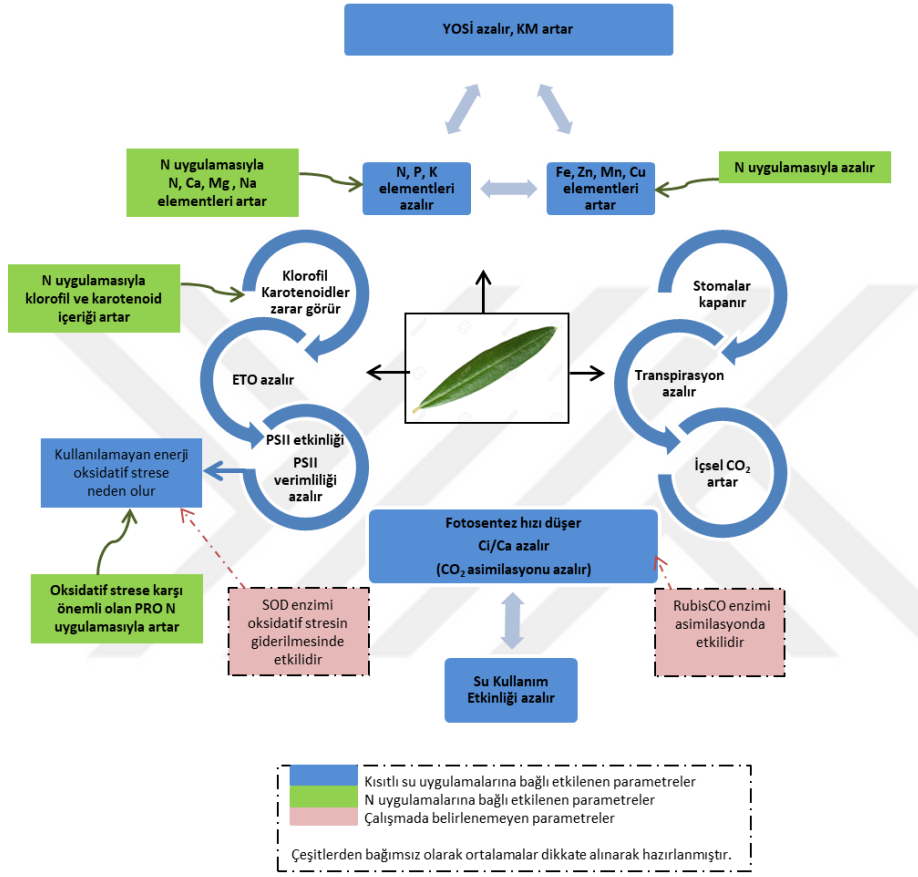 YOSİ azalır, KM artar
N uygulamasıyla
N, Ca, Mg , Na
elementleri artar
N, P, K
elementleri
azalır
Fe, Zn, Mn, Cu
elementleri
artar
N uygulamasıyla azalır
N uygulamasıyla
klorofil ve karotenoid
içeriği artar
Klorofil
Karotenoidler
zarar görür
ETO azalır
PSII etkinliği
PSII
verimliliği
azalır
Stomalar
kapanır
Transpirasyon
azalır
İçsel CO₂
artar
Kullanılamayan enerji
oksidatif strese
neden olur
Oksidatif strese karşı
önemli olan PRO N
uygulamasıyla artar
SOD enzimi
oksidatif stresin
giderilmesinde
etkilidir
Fotosentez hızı düşer
Ci/Ca azalır
(CO₂ asimilasyonu azalır)
RubisCO enzimi
asimilasyonda
etkilidir
Su Kullanım
Etkinliği azalır
Kısıtlı su uygulamalarına bağlı etkilenen parametreler
N uygulamalarına bağlı etkilenen parametreler
Çalışmada belirlenemeyen parametreler
Çeşitlerden bağımsız olarak ortalamalar dikkate alınarak hazırlanmıştır.